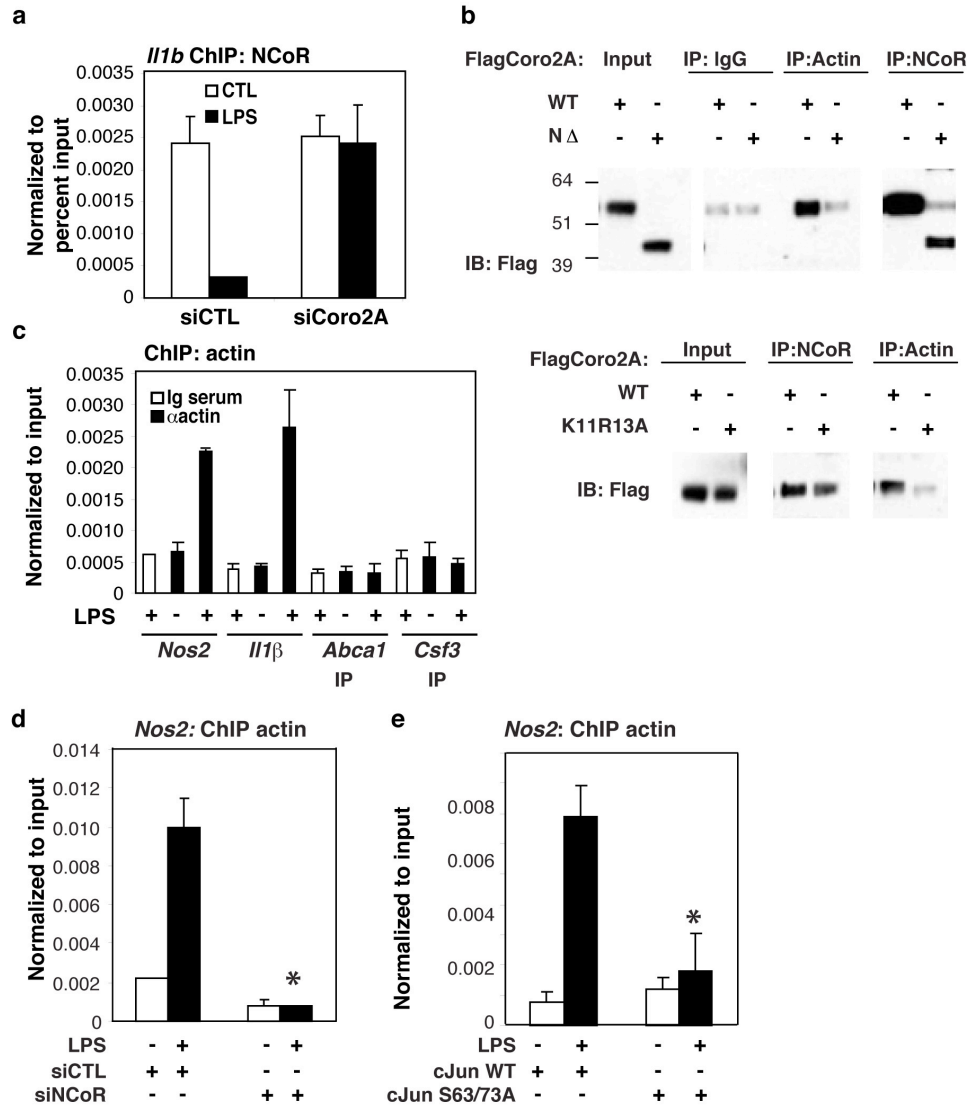 a
Il1b ChIP: NCoR
Normalized to
percent input
0.0035
0.0030
0.0025
0.0020
0.0015
0.0010
0.0005
0
CTL
LPS
siCTL siCoro2A
b
FlagCoro2A: Input IP: IgG IP:Actin IP:NCoR
WT + - + - + - + -
N Δ - + - + - + - +
64
51
39
IB: Flag
FlagCoro2A: Input IP:NCoR IP:Actin
WT + - + - + -
K11R13A - + - + - +
IB: Flag
c
ChIP: actin
Normalized to input
0.0035
0.0030
0.0025
0.0020
0.0015
0.0010
0.0005
0
Ig serum
αactin
LPS + - + + - + + - + + - +
Nos2 Il1β Abca1 Csf3
IP IP
d
Nos2: ChIP actin
Normalized to input
0.014
0.012
0.010
0.008
0.006
0.004
0.002
0
*
LPS - + - +
siCTL + + - -
siNCoR - - + +
e
Nos2: ChIP actin
Normalized to input
0.008
0.006
0.004
0.002
0
*
LPS - + - +
cJun WT + + - -
cJun S63/73A - - + +